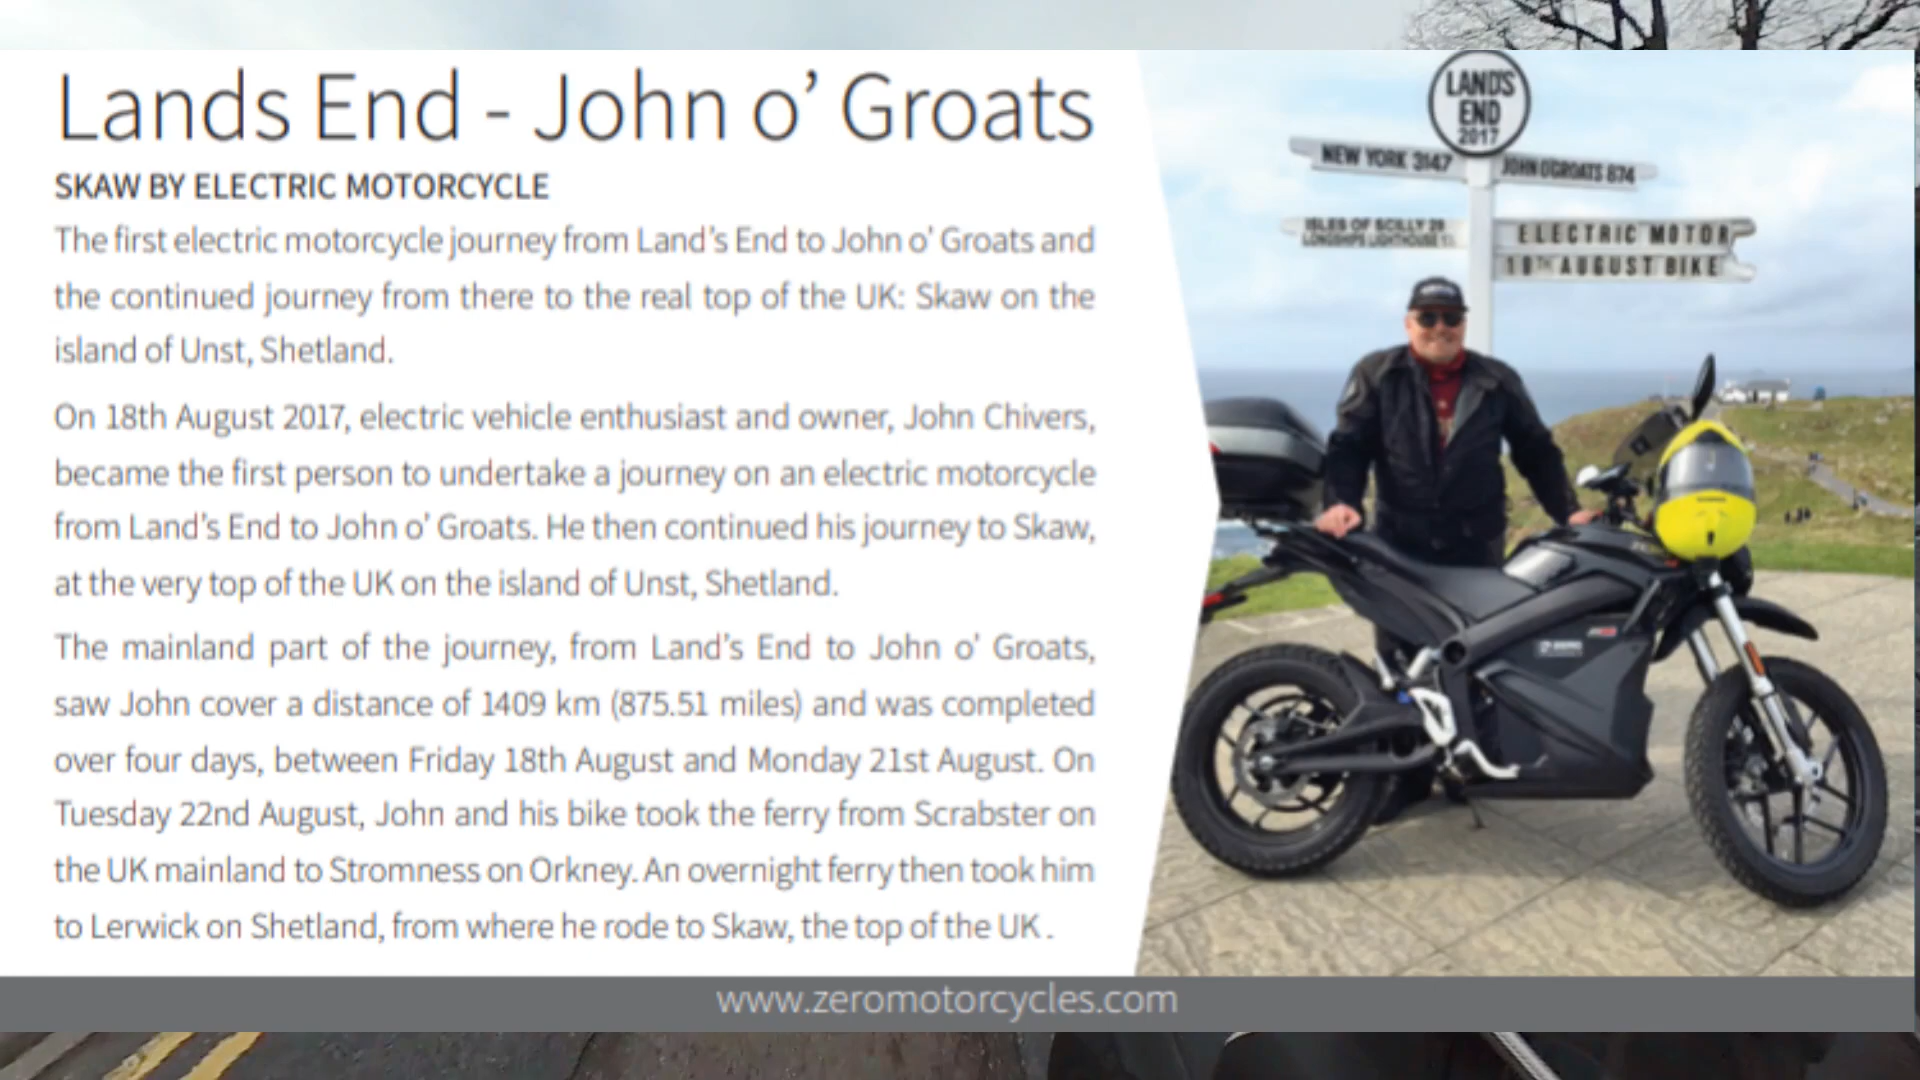 Lands End - John o’ Groats
SKAW BY ELECTRIC MOTORCYCLE
The first electric motorcycle journey from Land’s End to John o’ Groats and
the continued journey from there to the real top of the UK: Skaw on the
island of Unst, Shetland.
On 18th August 2017, electric vehicle enthusiast and owner, John Chivers,
became the first person to undertake a journey on an electric motorcycle
from Land’s End to John o’ Groats. He then continued his journey to Skaw,
at the very top of the UK on the island of Unst, Shetland.
The mainland part of the journey, from Land’s End to John o’ Groats,
saw John cover a distance of 1409 km (875.51 miles) and was completed
over four days, between Friday 18th August and Monday 21st August. On
Tuesday 22nd August, John and his bike took the ferry from Scrabster on
the UK mainland to Stromness on Orkney. An overnight ferry then took him
to Lerwick on Shetland, from where he rode to Skaw, the top of the UK .
LAND'S
END
2017
NEW YORK 3147
JOHN O'GROATS 874
ISLES OF SCILLY 28
LONGSHIPS LIGHTHOUSE
ELECTRIC MOTOR
AUGUST BIKE
www.zeromotorcycles.com